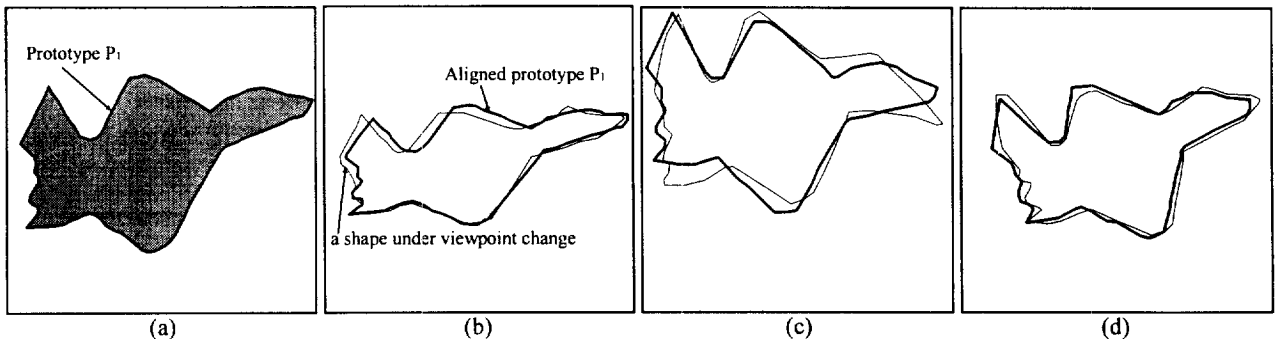 Prototype P1
Aligned prototype P1
a shape under viewpoint change
(a)
(b)
(c)
(d)